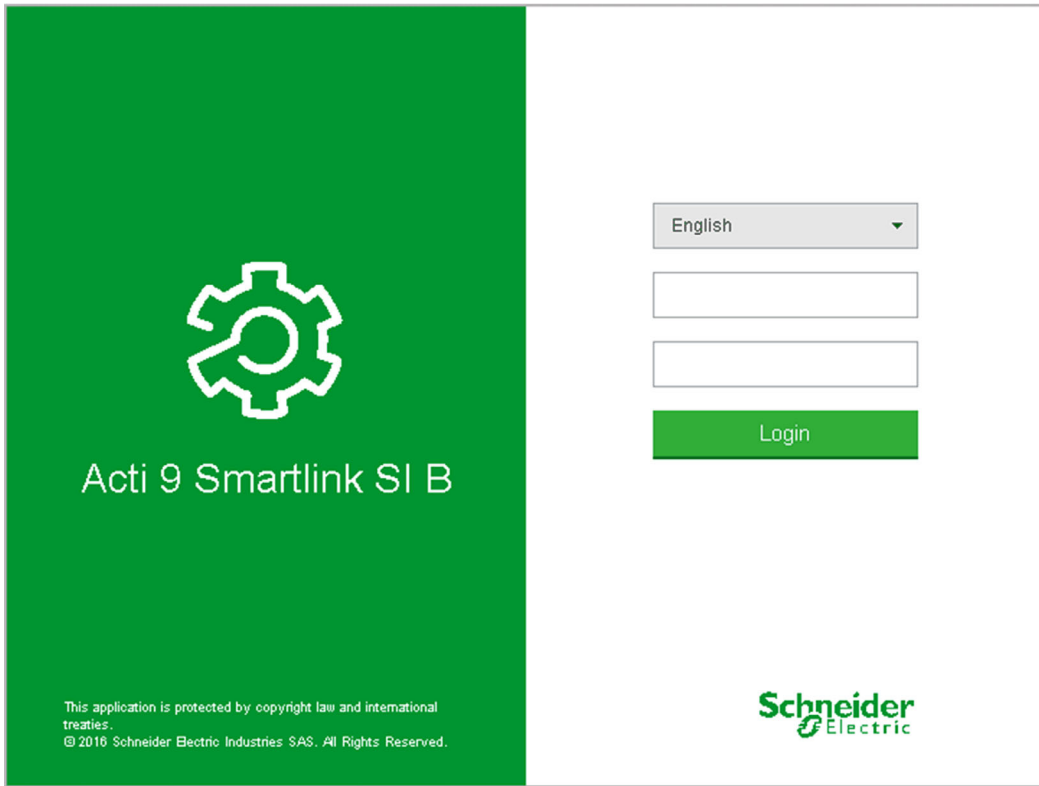 English
Login
Acti 9 Smartlink SI B
This application is protected by copyright law and international
treaties.
© 2016 Schneider Electric Industries SAS. All Rights Reserved.
Schneider
Electric